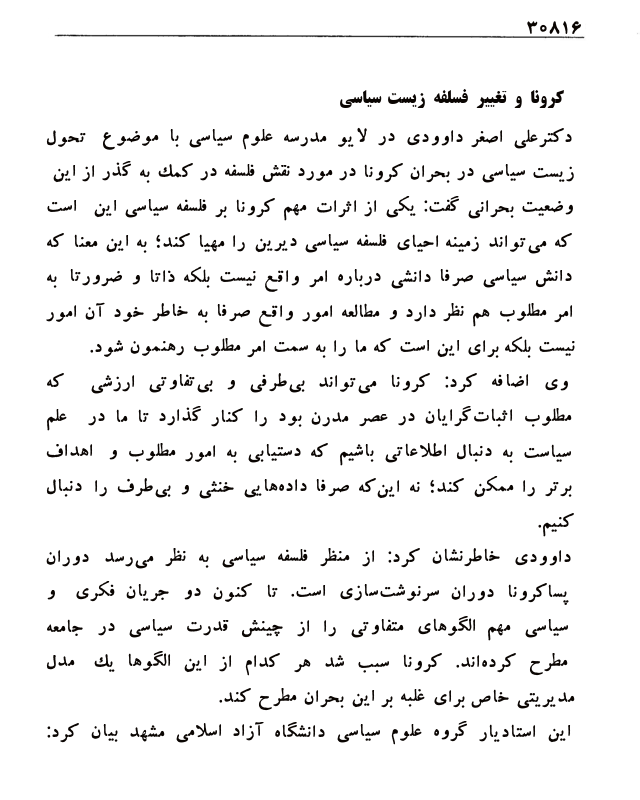 ۳۰۸۱۶
کرونا و تغییر فسلفه زیست سیاسی
دکترعلی اصغر داوودی در لایو مدرسه علوم سیاسی با موضوع تحول
زیست سیاسی در بحران کرونا در مورد نقش فلسفه در کمك به گذر از این
وضعیت بحرانی گفت: یکی از اثرات مهم کرونا بر فلسفه سیاسی این است
که می‌تواند زمینه احیای فلسفه سیاسی دیرین را مهیا کند؛ به این معنا که
دانش سیاسی صرفا دانشی درباره امر واقع نیست بلکه ذاتا و ضرورتا به
امر مطلوب هم نظر دارد و مطالعه امور واقع صرفا به خاطر خود آن امور
نیست بلکه برای این است که ما را به سمت امر مطلوب رهنمون شود.
وی اضافه کرد: کرونا می‌تواند بی‌طرفی و بی‌تفاوتی ارزشی که
مطلوب اثبات‌گرایان در عصر مدرن بود را کنار گذارد تا ما در علم
سیاست به دنبال اطلاعاتی باشیم که دستیابی به امور مطلوب و اهداف
برتر را ممکن کند؛ نه این‌که صرفا داده‌هایی خنثی و بی‌طرف را دنبال
کنیم.
داوودی خاطرنشان کرد: از منظر فلسفه سیاسی به نظر می‌رسد دوران
پساکرونا دوران سرنوشت‌سازی است. تا کنون دو جریان فکری و
سیاسی مهم الگوهای متفاوتی را از چینش قدرت سیاسی در جامعه
مطرح کرده‌اند. کرونا سبب شد هر کدام از این الگوها یك مدل
مدیریتی خاص برای غلبه بر این بحران مطرح کند.
این استادیار گروه علوم سیاسی دانشگاه آزاد اسلامی مشهد بیان کرد: